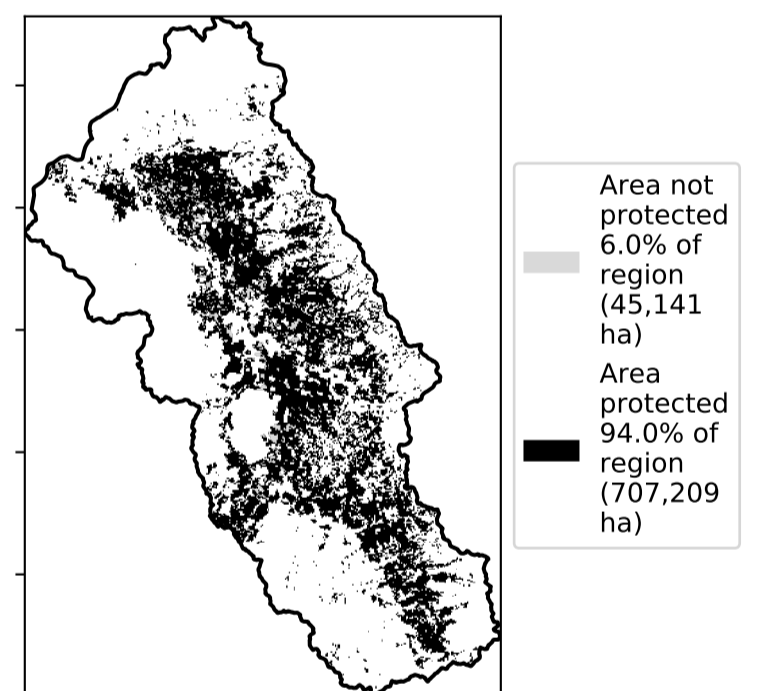 Area not
protected
6.0% of
region
(45,141
ha)
Area
protected
94.0% of
region
(707,209
ha)